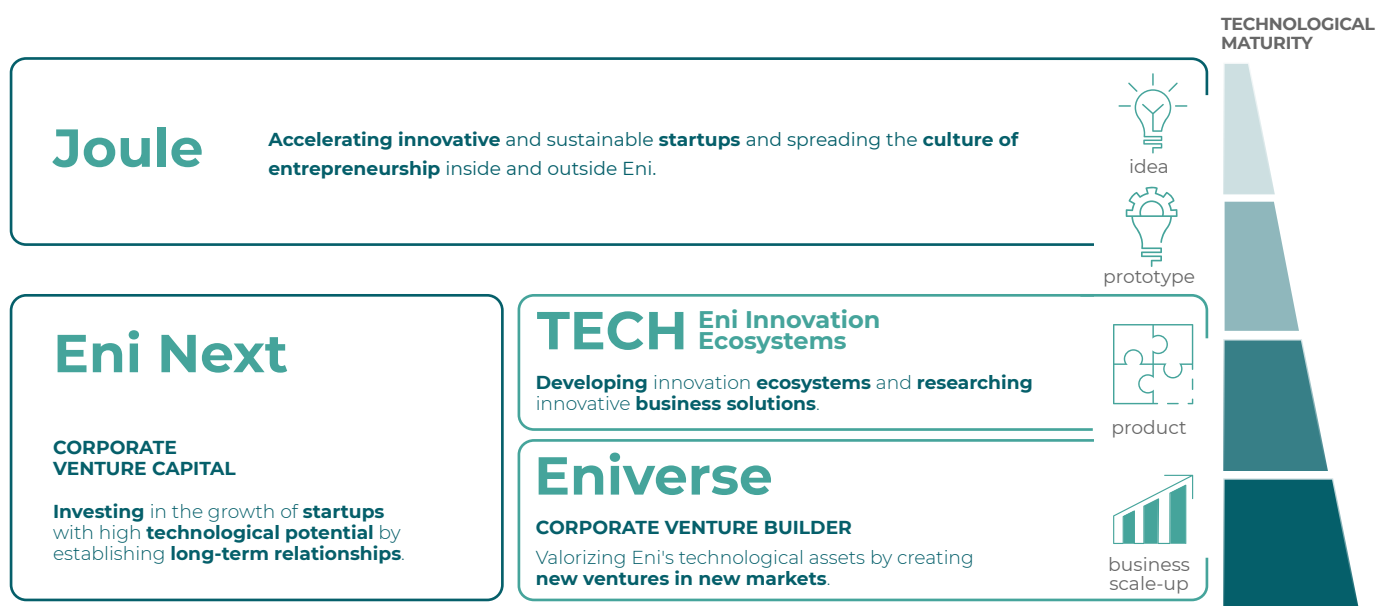 TECHNOLOGICAL
MATURITY
Joule
Accelerating innovative and sustainable startups and spreading the culture of
entrepreneurship inside and outside Eni.
idea
prototype
Eni Next
CORPORATE
VENTURE CAPITAL
Investing in the growth of startups
with high technological potential by
establishing long-term relationships.
TECH Eni Innovation
Ecosystems
Developing innovation ecosystems and researching
innovative business solutions.
product
Eniverse
CORPORATE VENTURE BUILDER
Valorizing Eni's technological assets by creating
new ventures in new markets.
business
scale-up